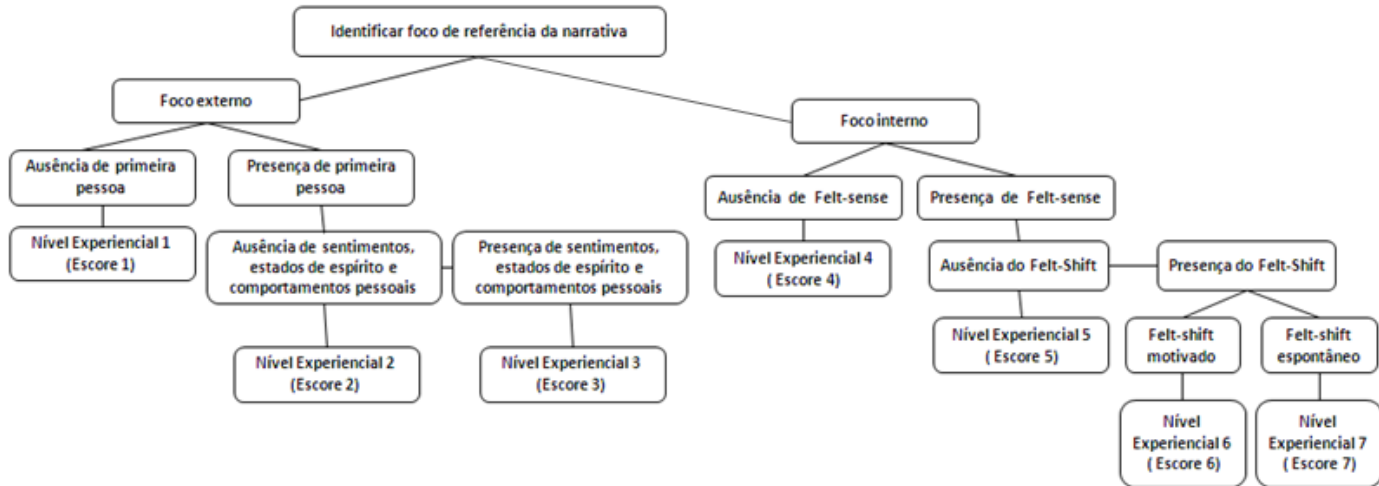 Identificar foco de referência da narrativa
Foco externo
Foco interno
Ausência de primeira
pessoa
Presença de primeira
pessoa
Ausência de Felt-sense
Presença de Felt-sense
Nível Experiencial 1
(Escore 1)
Ausência de sentimentos,
estados de espírito e
comportamentos pessoais
Presença de sentimentos,
estados de espírito e
comportamentos pessoais
Nível Experiencial 4
( Escore 4)
Ausência do Felt-Shift
Presença do Felt-Shift
Nível Experiencial 2
(Escore 2)
Nível Experiencial 3
(Escore 3)
Nível Experiencial 5
( Escore 5)
Felt-shift
motivado
Felt-shift
espontâneo
Nível
Experiencial 6
( Escore 6)
Nível
Experiencial 7
( Escore 7)